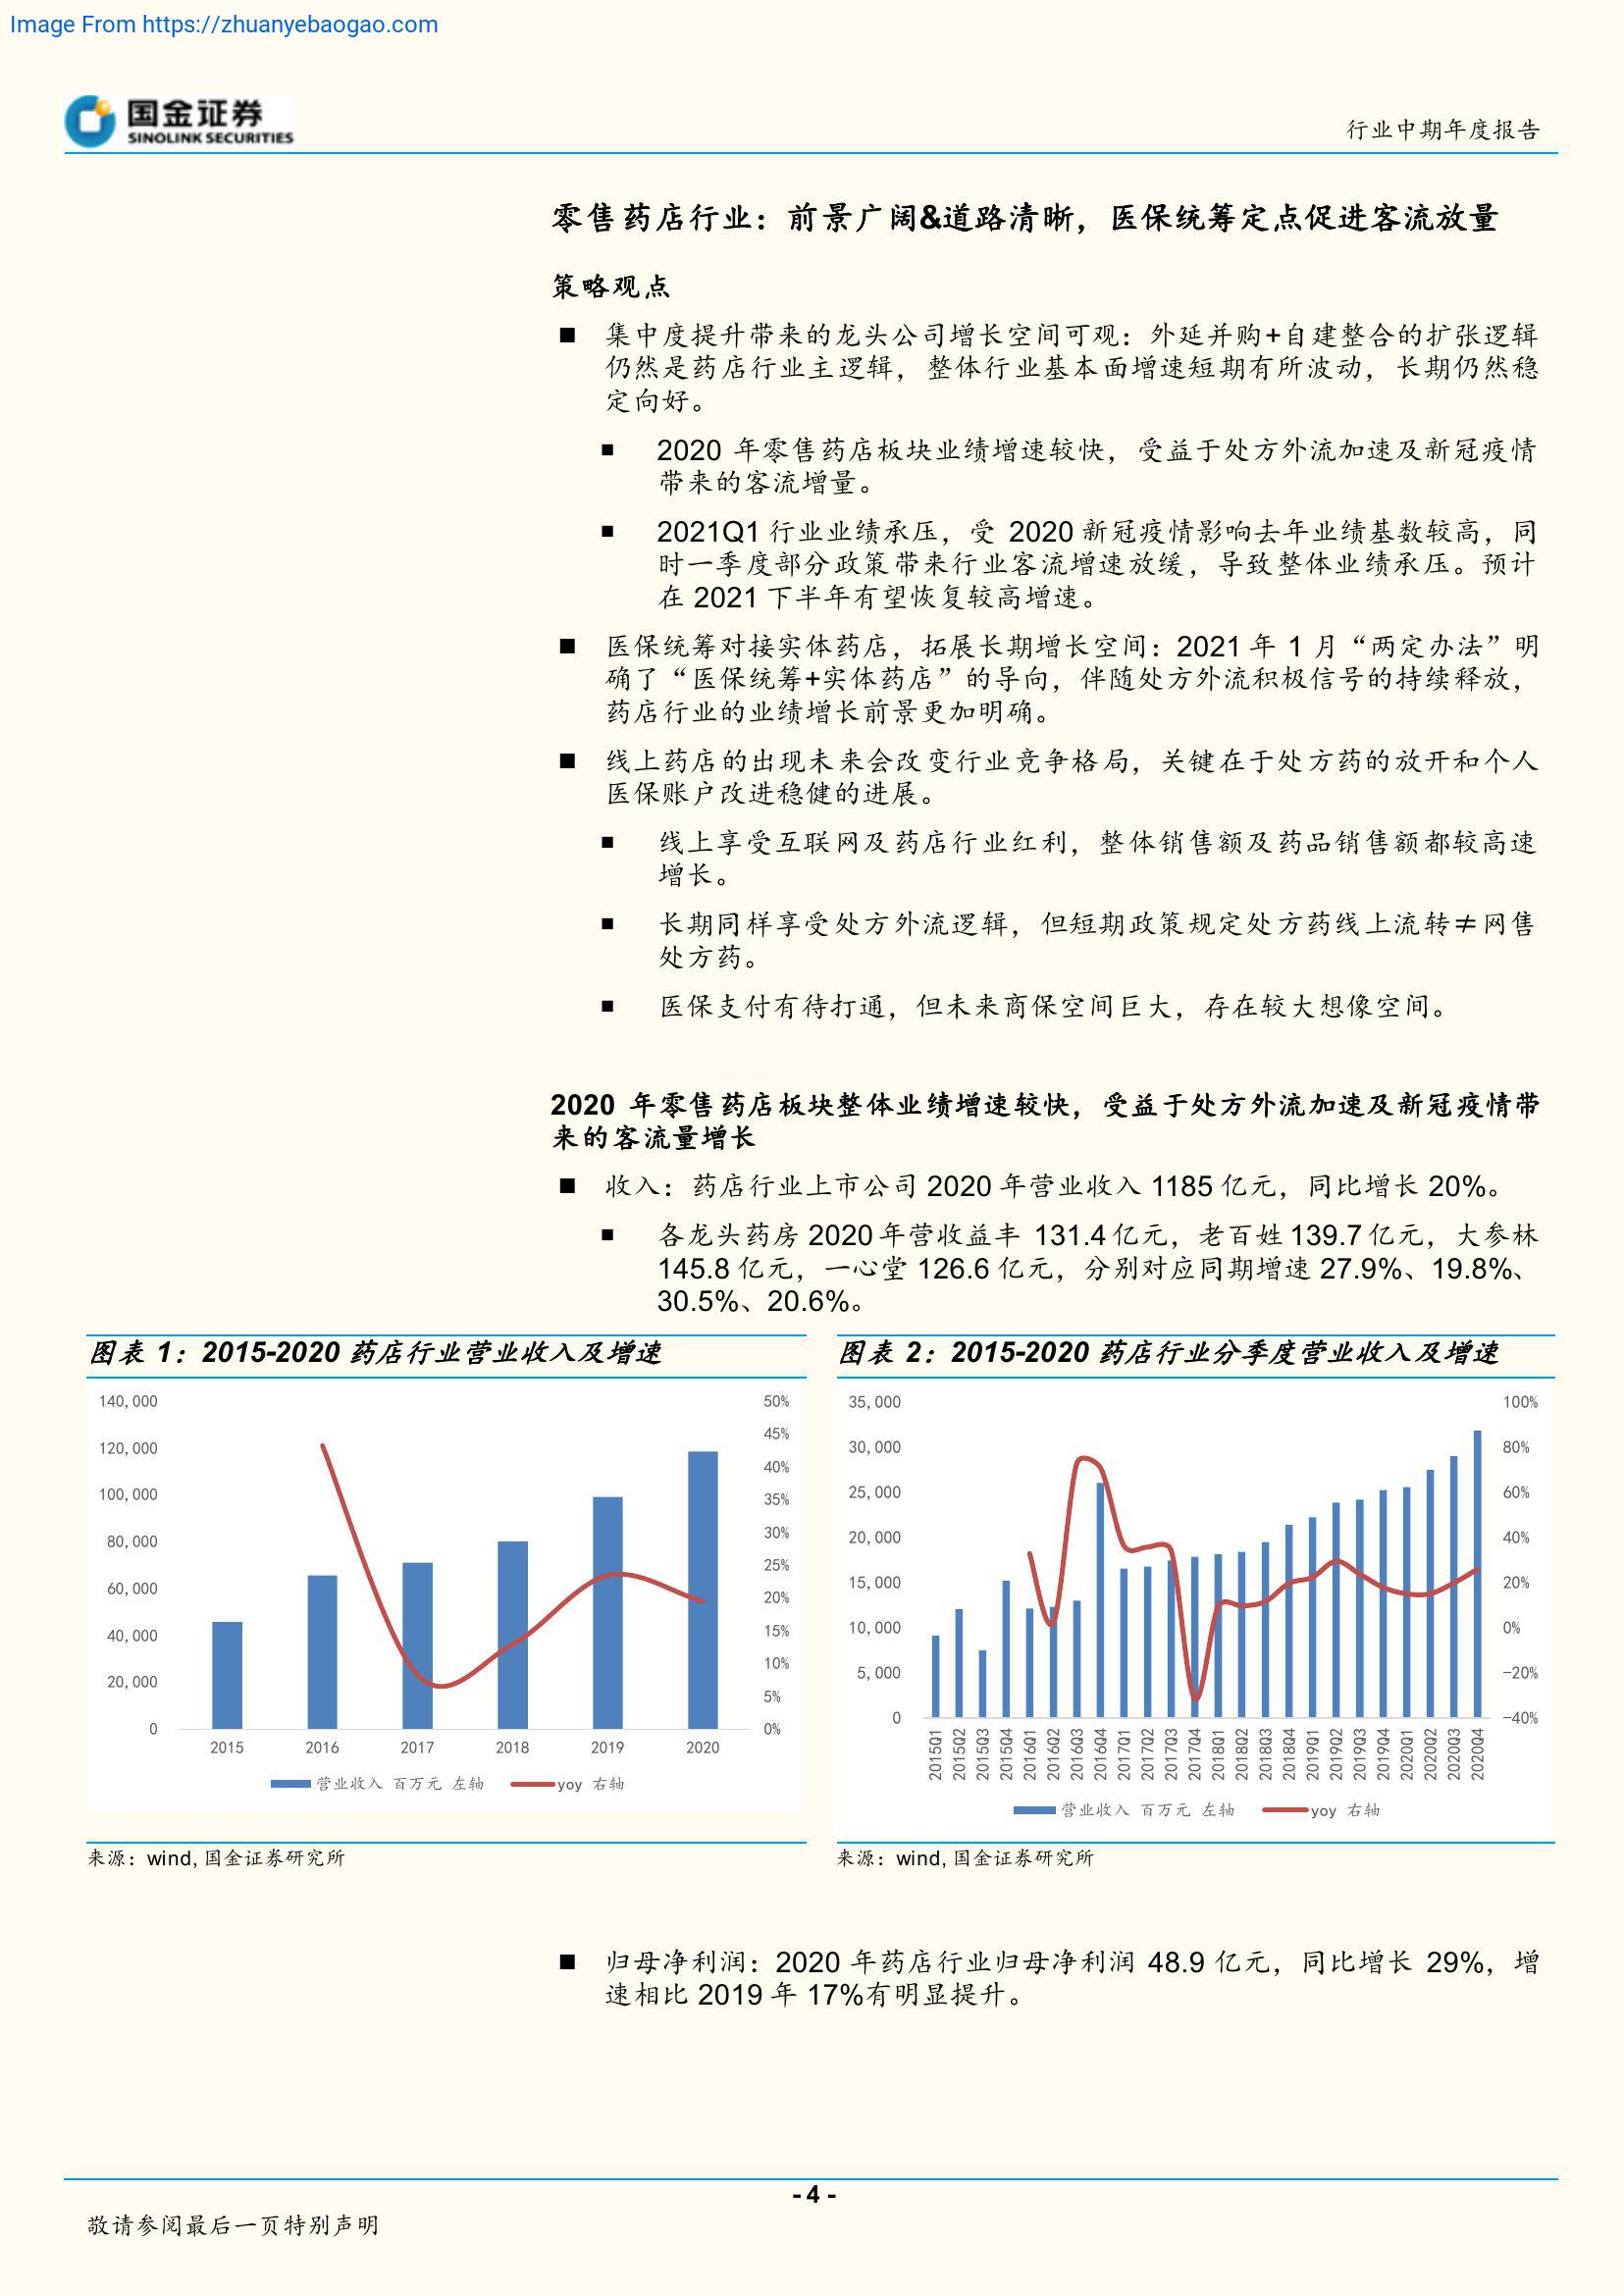 Image From https://zhuanyebaogao.com
国金证券
SINOLINK SECURITIES
行业中期年度报告
零售药店行业：前景广阔&道路清晰，医保统筹定点促进客流放量
策略观点
■ 集中度提升带来的龙头公司增长空间可观：外延并购+自建整合的扩张逻辑
仍然是药店行业主逻辑，整体行业基本面增速短期有所波动，长期仍然稳
定向好。
■ 2020 年零售药店板块业绩增速较快，受益于处方外流加速及新冠疫情
带来的客流增量。
■ 2021Q1 行业业绩承压，受 2020 新冠疫情影响去年业绩基数较高，同
时一季度部分政策带来行业客流增速放缓，导致整体业绩承压。预计
在 2021 下半年有望恢复较高增速。
■ 医保统筹对接实体药店，拓展长期增长空间：2021 年 1 月“两定办法”明
确了“医保统筹+实体药店”的导向，伴随处方外流积极信号的持续释放，
药店行业的业绩增长前景更加明确。
■ 线上药店的出现未来会改变行业竞争格局，关键在于处方药的放开和个人
医保账户改进稳健的进展。
■ 线上享受互联网及药店行业红利，整体销售额及药品销售额都较高速
增长。
■ 长期同样享受处方外流逻辑，但短期政策规定处方药线上流转≠网售
处方药。
■ 医保支付有待打通，但未来商保空间巨大，存在较大想像空间。
2020 年零售药店板块整体业绩增速较快，受益于处方外流加速及新冠疫情带
来的客流量增长
■ 收入：药店行业上市公司 2020 年营业收入 1185 亿元，同比增长 20%。
■ 各龙头药房 2020 年营收益丰 131.4 亿元，老百姓 139.7 亿元，大参林
145.8 亿元，一心堂 126.6 亿元，分别对应同期增速 27.9%、19.8%、
30.5%、20.6%。
图表 1：2015-2020 药店行业营业收入及增速
140,000
120,000
100,000
80,000
60,000
40,000
20,000
0
50%
45%
40%
35%
30%
25%
20%
15%
10%
5%
0%
2015 2016 2017 2018 2019 2020
营业收入 百万元 左轴 yoy 右轴
来源：wind, 国金证券研究所
图表 2：2015-2020 药店行业分季度营业收入及增速
35,000
30,000
25,000
20,000
15,000
10,000
5,000
0
100%
80%
60%
40%
20%
0%
-20%
-40%
2015Q1 2015Q2 2015Q3 2015Q4 2016Q1 2016Q2 2016Q3 2016Q4 2017Q1 2017Q2 2017Q3 2017Q4 2018Q1 2018Q2 2018Q3 2018Q4 2019Q1 2019Q2 2019Q3 2019Q4 2020Q1 2020Q2 2020Q3 2020Q4
营业收入 百万元 左轴 yoy 右轴
来源：wind, 国金证券研究所
■ 归母净利润：2020 年药店行业归母净利润 48.9 亿元，同比增长 29%，增
速相比 2019 年 17%有明显提升。
- 4 -
敬请参阅最后一页特别声明